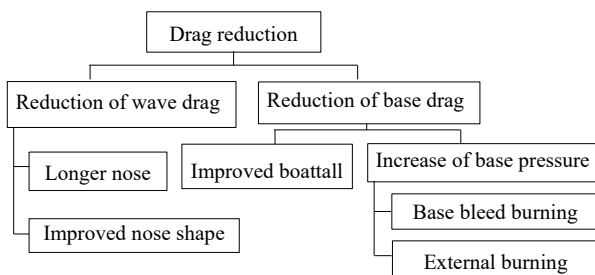 Drag reduction
Reduction of wave drag
Reduction of base drag
Longer nose
Improved nose shape
Improved boattall
Increase of base pressure
Base bleed burning
External burning